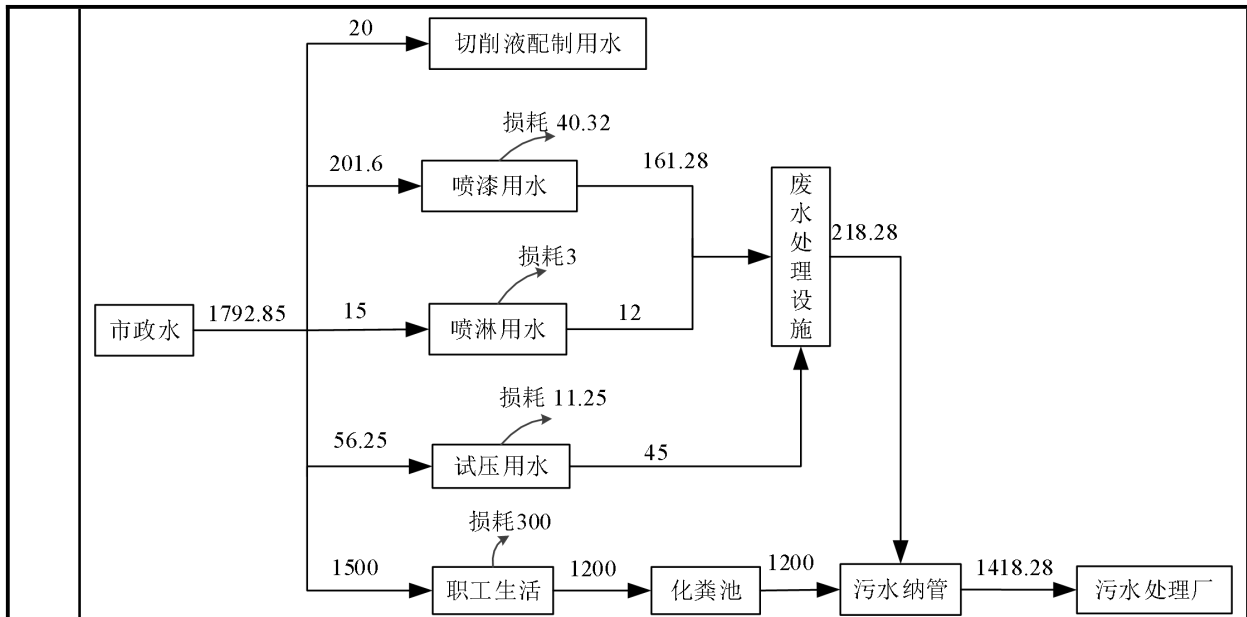 20
切削液配制用水
损耗 40.32
201.6
喷漆用水
161.28
废水处理设施
218.28
损耗3
市政水
1792.85
15
喷淋用水
12
损耗 11.25
56.25
试压用水
45
损耗300
1500
职工生活
1200
化粪池
1200
污水纳管
1418.28
污水处理厂